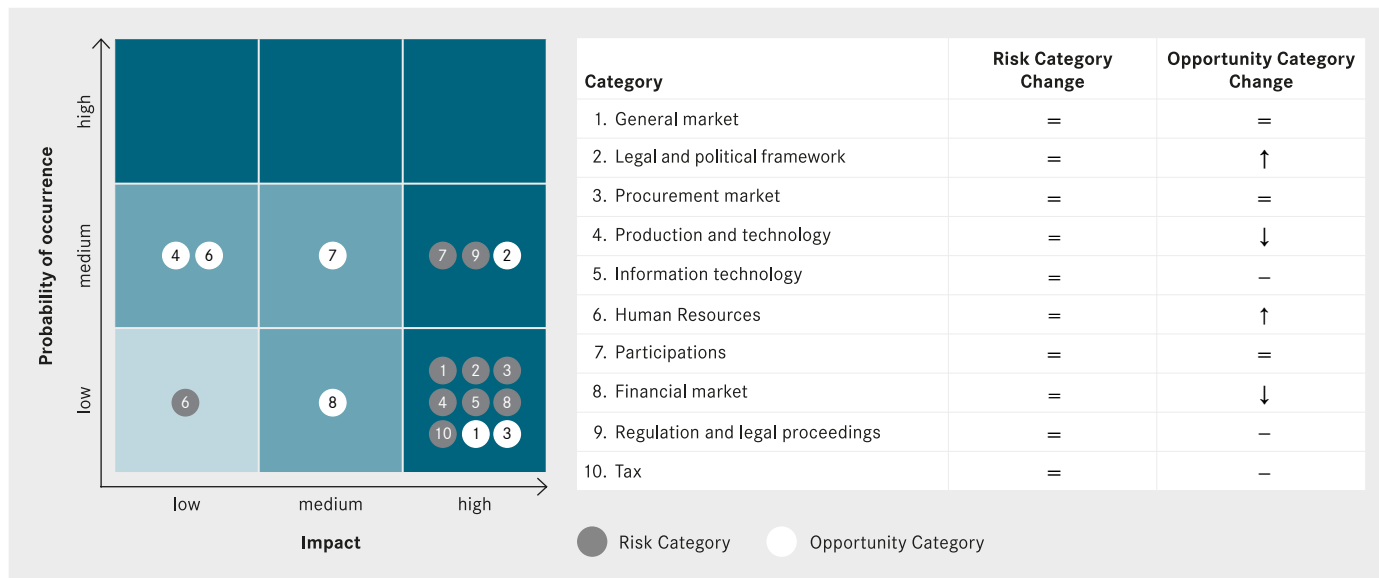 Probability of occurrence
high
medium
low
4 6
7
7 9 2
6
8
1 2 3
4 5 8
10 1 3
low medium high
Impact
Category Risk Category Change Opportunity Category Change
1. General market = =
2. Legal and political framework = ↑
3. Procurement market = =
4. Production and technology = ↓
5. Information technology = –
6. Human Resources = ↑
7. Participations = =
8. Financial market = ↓
9. Regulation and legal proceedings = –
10. Tax = –
Risk Category Opportunity Category